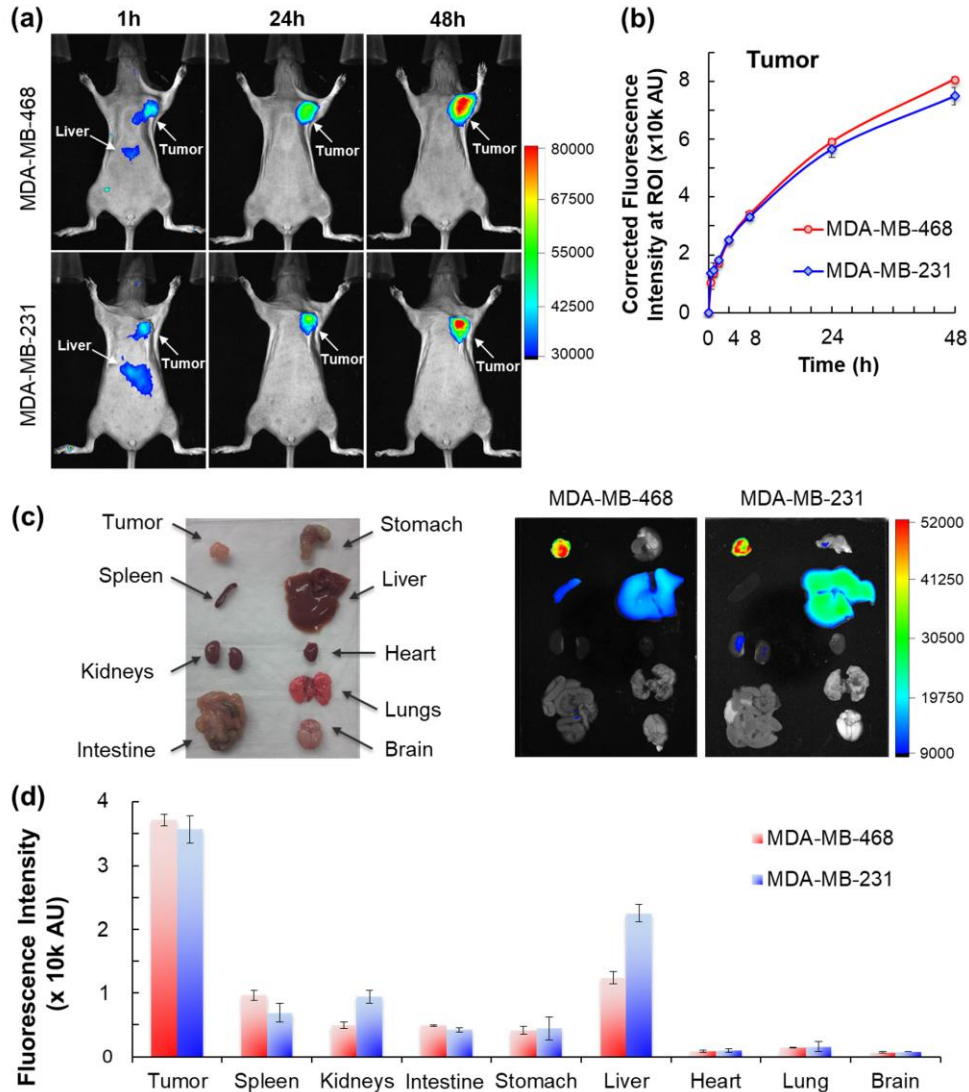 (a)
1h
24h
48h
MDA-MB-468
Liver
Tumor
Tumor
Tumor
MDA-MB-231
Liver
Tumor
Tumor
Tumor
80000
67500
55000
42500
30000
(b)
Tumor
Corrected Fluorescence
Intensity at ROI (x10k AU)
8
6
4
2
0
MDA-MB-468
MDA-MB-231
0 4 8 24 48
Time (h)
(c)
Tumor
Spleen
Kidneys
Intestine
Stomach
Liver
Heart
Lungs
Brain
MDA-MB-468
MDA-MB-231
52000
41250
30500
19750
9000
(d)
Fluorescence Intensity
(x 10k AU)
4
3
2
1
0
MDA-MB-468
MDA-MB-231
Tumor Spleen Kidneys Intestine Stomach Liver Heart Lung Brain